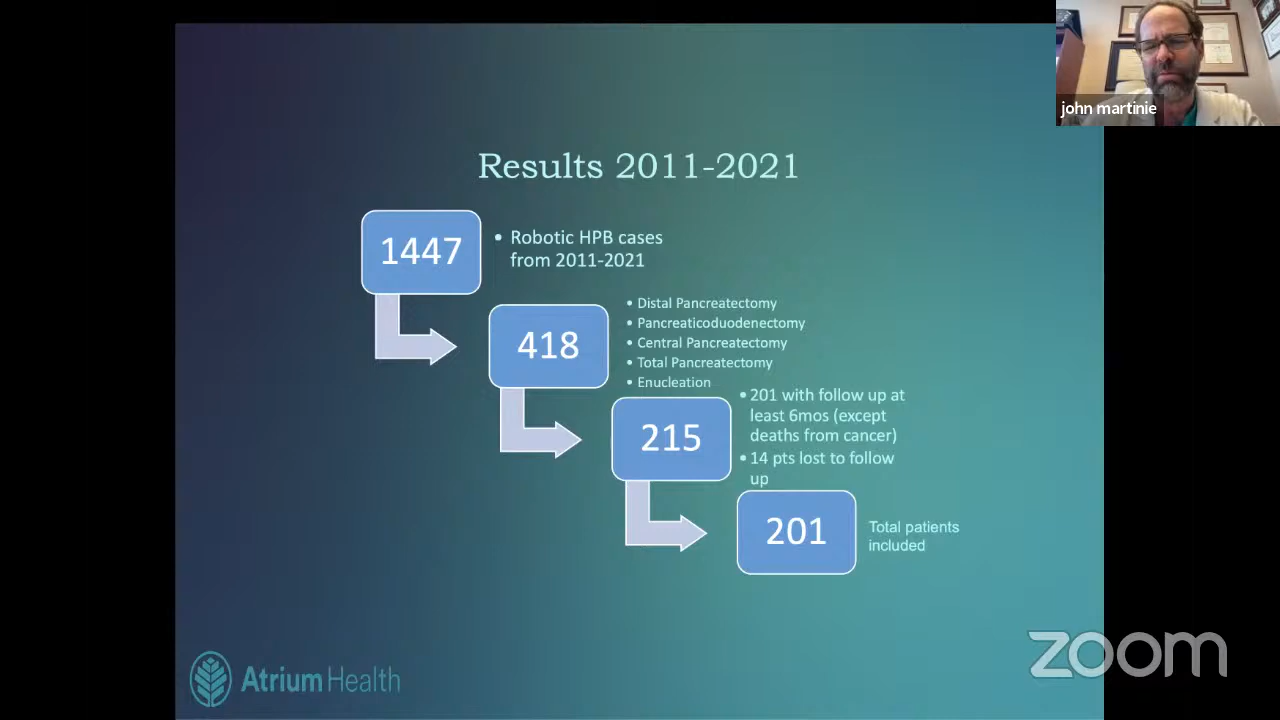 john martinie
Results 2011-2021
1447
• Robotic HPB cases
from 2011-2021
418
• Distal Pancreatectomy
• Pancreaticoduodenectomy
• Central Pancreatectomy
• Total Pancreatectomy
• Enucleation
215
• 201 with follow up at
least 6mos (except
deaths from cancer)
• 14 pts lost to follow
up
201
Total patients
included
Atrium Health
zoom